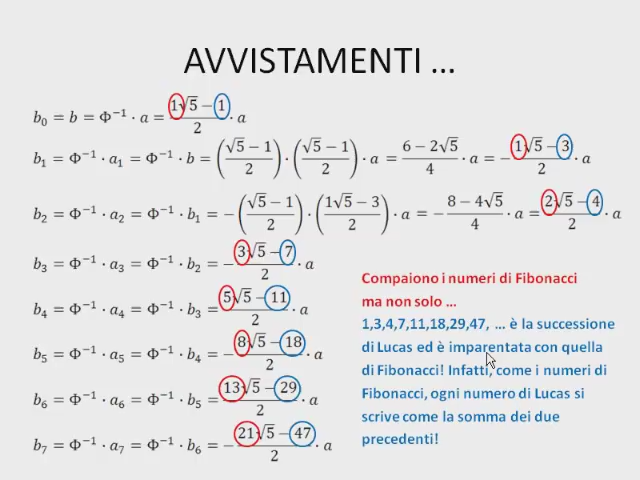 AVVISTAMENTI ...
b₀ = b = Φ⁻¹ · a = (1√5 − 1)/2 · a
b₁ = Φ⁻¹ · a₁ = Φ⁻¹ · b = ((√5 − 1)/2) · ((√5 − 1)/2) · a = (6 − 2√5)/4 · a = −(1√5 − 3)/2 · a
b₂ = Φ⁻¹ · a₂ = Φ⁻¹ · b₁ = −((√5 − 1)/2) · ((1√5 − 3)/2) · a = −(8 − 4√5)/4 · a = (2√5 − 4)/2 · a
b₃ = Φ⁻¹ · a₃ = Φ⁻¹ · b₂ = −(3√5 − 7)/2 · a
b₄ = Φ⁻¹ · a₄ = Φ⁻¹ · b₃ = (5√5 − 11)/2 · a
b₅ = Φ⁻¹ · a₅ = Φ⁻¹ · b₄ = −(8√5 − 18)/2 · a
b₆ = Φ⁻¹ · a₆ = Φ⁻¹ · b₅ = (13√5 − 29)/2 · a
b₇ = Φ⁻¹ · a₇ = Φ⁻¹ · b₆ = −(21√5 − 47)/2 · a
Compaiono i numeri di Fibonacci
ma non solo ...
1,3,4,7,11,18,29,47, ... è la successione
di Lucas ed è imparentata con quella
di Fibonacci! Infatti, come i numeri di
Fibonacci, ogni numero di Lucas si
scrive come la somma dei due
precedenti!